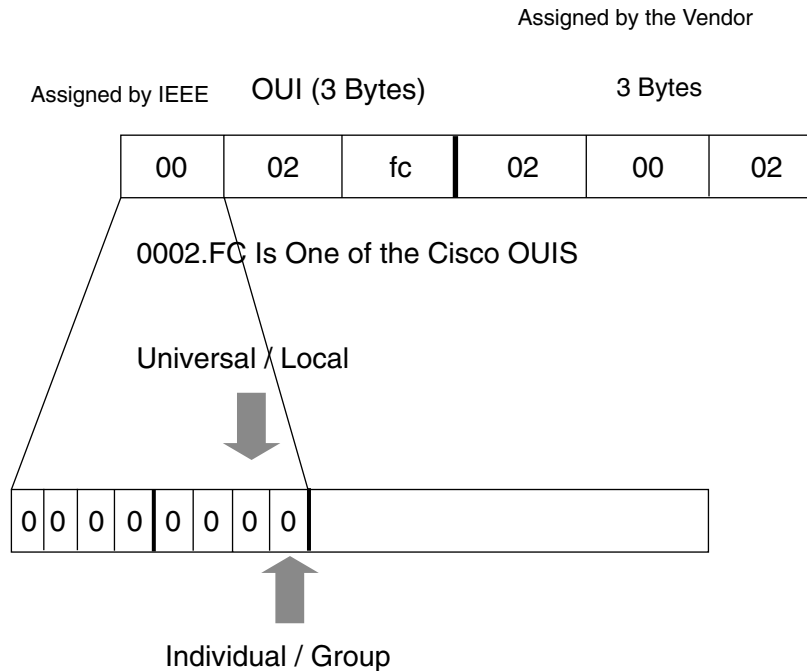 Assigned by the Vendor
Assigned by IEEE OUI (3 Bytes) 3 Bytes
00 02 fc 02 00 02
0002.FC Is One of the Cisco OUIS
Universal / Local
0 0 0 0 0 0 0 0
Individual / Group